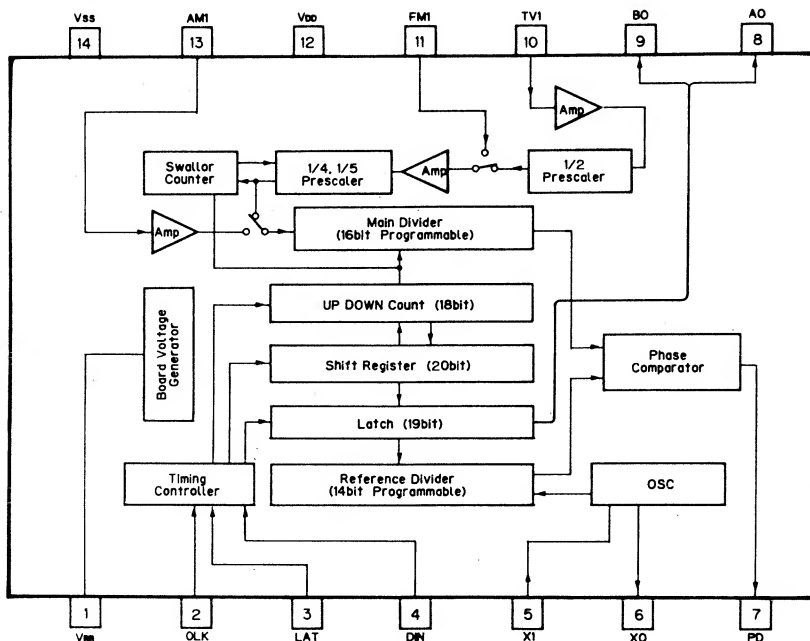 Vss AM1 VDD FM1 TV1 BO AO
14 13 12 11 10 9 8
Amp
Swallor
Counter
1/4, 1/5
Prescaler
Amp
1/2
Prescaler
Amp
Main Divider
(16bit Programmable)
UP DOWN Count (18bit)
Board Voltage
Generator
Shift Register (20bit)
Phase
Comparator
Latch (19bit)
Timing
Controller
Reference Divider
(14bit Programmable)
OSC
1 2 3 4 5 6 7
VBB OLK LAT DIN X1 XO PD